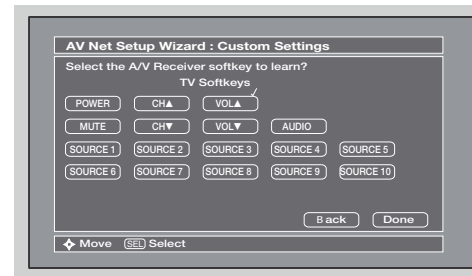 AV Net Setup Wizard : Custom Settings
Select the A/V Receiver softkey to learn?
TV Softkeys
POWER CH▲ VOL▲
MUTE CH▼ VOL▼ AUDIO
SOURCE 1 SOURCE 2 SOURCE 3 SOURCE 4 SOURCE 5
SOURCE 6 SOURCE 7 SOURCE 8 SOURCE 9 SOURCE 10
Back Done
Move SEL Select